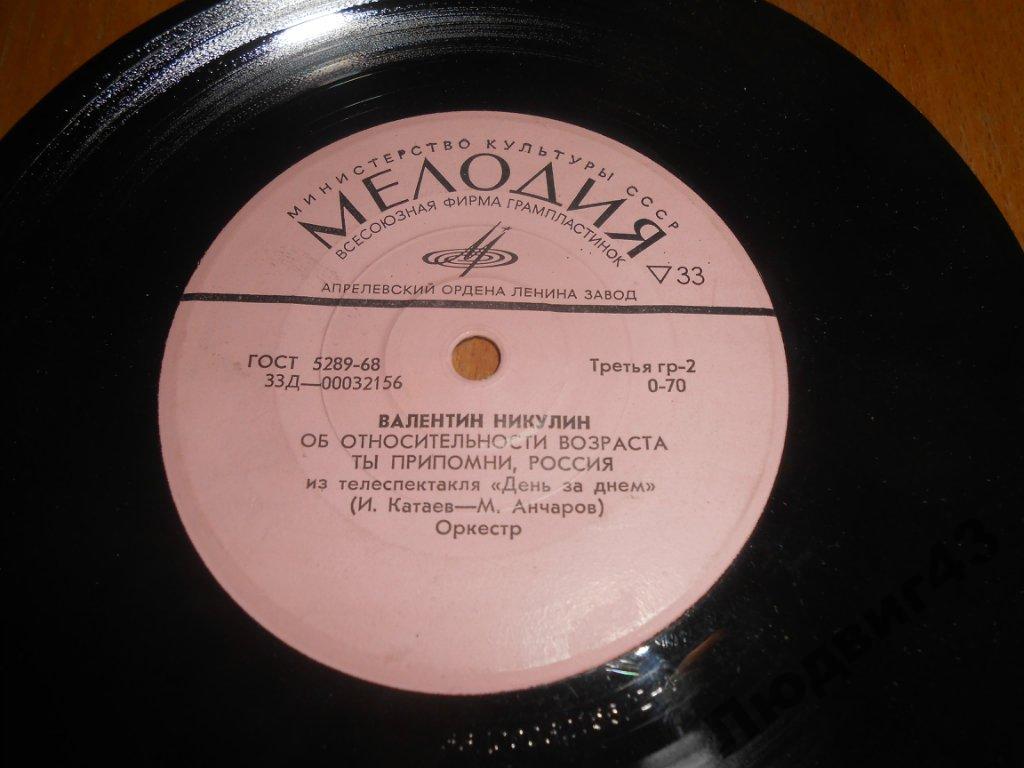 МИНИСТЕРСТВО КУЛЬТУРЫ СССР
МЕЛОДИЯ
ВСЕСОЮЗНАЯ ФИРМА ГРАМПЛАСТИНОК
▽33
АПРЕЛЕВСКИЙ ОРДЕНА ЛЕНИНА ЗАВОД
ГОСТ 5289-68
33Д—00032156
Третья гр-2
0-70
ВАЛЕНТИН НИКУЛИН
ОБ ОТНОСИТЕЛЬНОСТИ ВОЗРАСТА
ТЫ ПРИПОМНИ, РОССИЯ
из телеспектакля «День за днем»
(И. Катаев—М. Анчаров)
Оркестр
Людвиг43